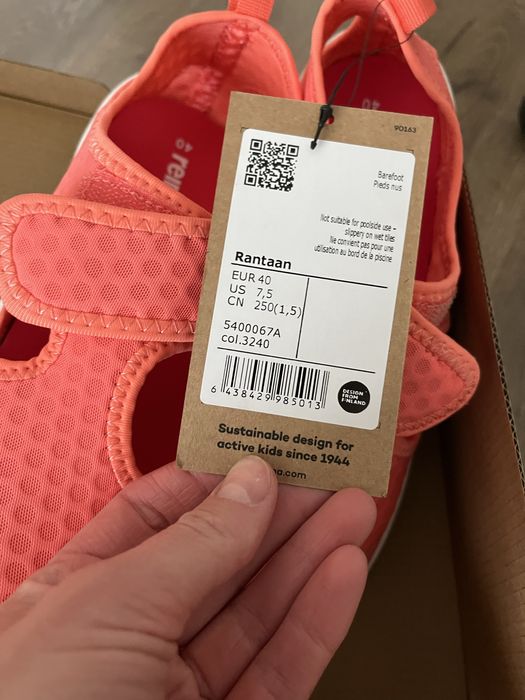 90163
Barefoot
Pieds nus
Not suitable for poolside use –
slippery on wet tiles
Ne convient pas pour une
utilisation au bord de la piscine
Rantaan
EUR 40
US 7,5
CN 250(1,5)
5400067A
col.3240
6 438429 985013
DESIGN
FROM
FINLAND
Sustainable design for
active kids since 1944
.com
40